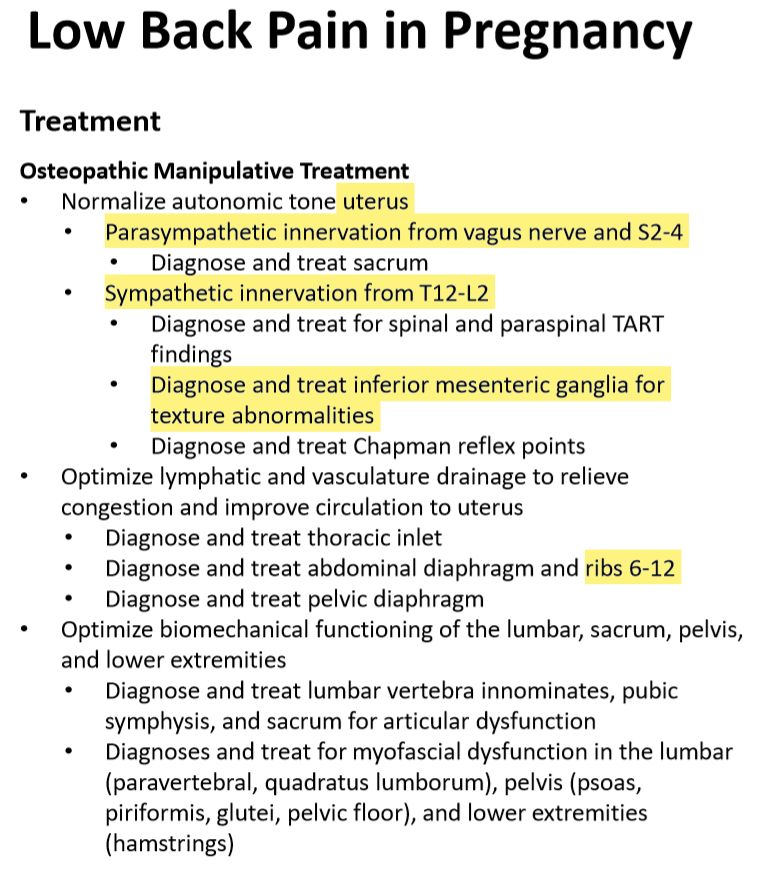 Low Back Pain in Pregnancy
Treatment
Osteopathic Manipulative Treatment
• Normalize autonomic tone uterus
• Parasympathetic innervation from vagus nerve and S2-4
• Diagnose and treat sacrum
• Sympathetic innervation from T12-L2
• Diagnose and treat for spinal and paraspinal TART
findings
• Diagnose and treat inferior mesenteric ganglia for
texture abnormalities
• Diagnose and treat Chapman reflex points
• Optimize lymphatic and vasculature drainage to relieve
congestion and improve circulation to uterus
• Diagnose and treat thoracic inlet
• Diagnose and treat abdominal diaphragm and ribs 6-12
• Diagnose and treat pelvic diaphragm
• Optimize biomechanical functioning of the lumbar, sacrum, pelvis,
and lower extremities
• Diagnose and treat lumbar vertebra innominates, pubic
symphysis, and sacrum for articular dysfunction
• Diagnoses and treat for myofascial dysfunction in the lumbar
(paravertebral, quadratus lumborum), pelvis (psoas,
piriformis, glutei, pelvic floor), and lower extremities
(hamstrings)